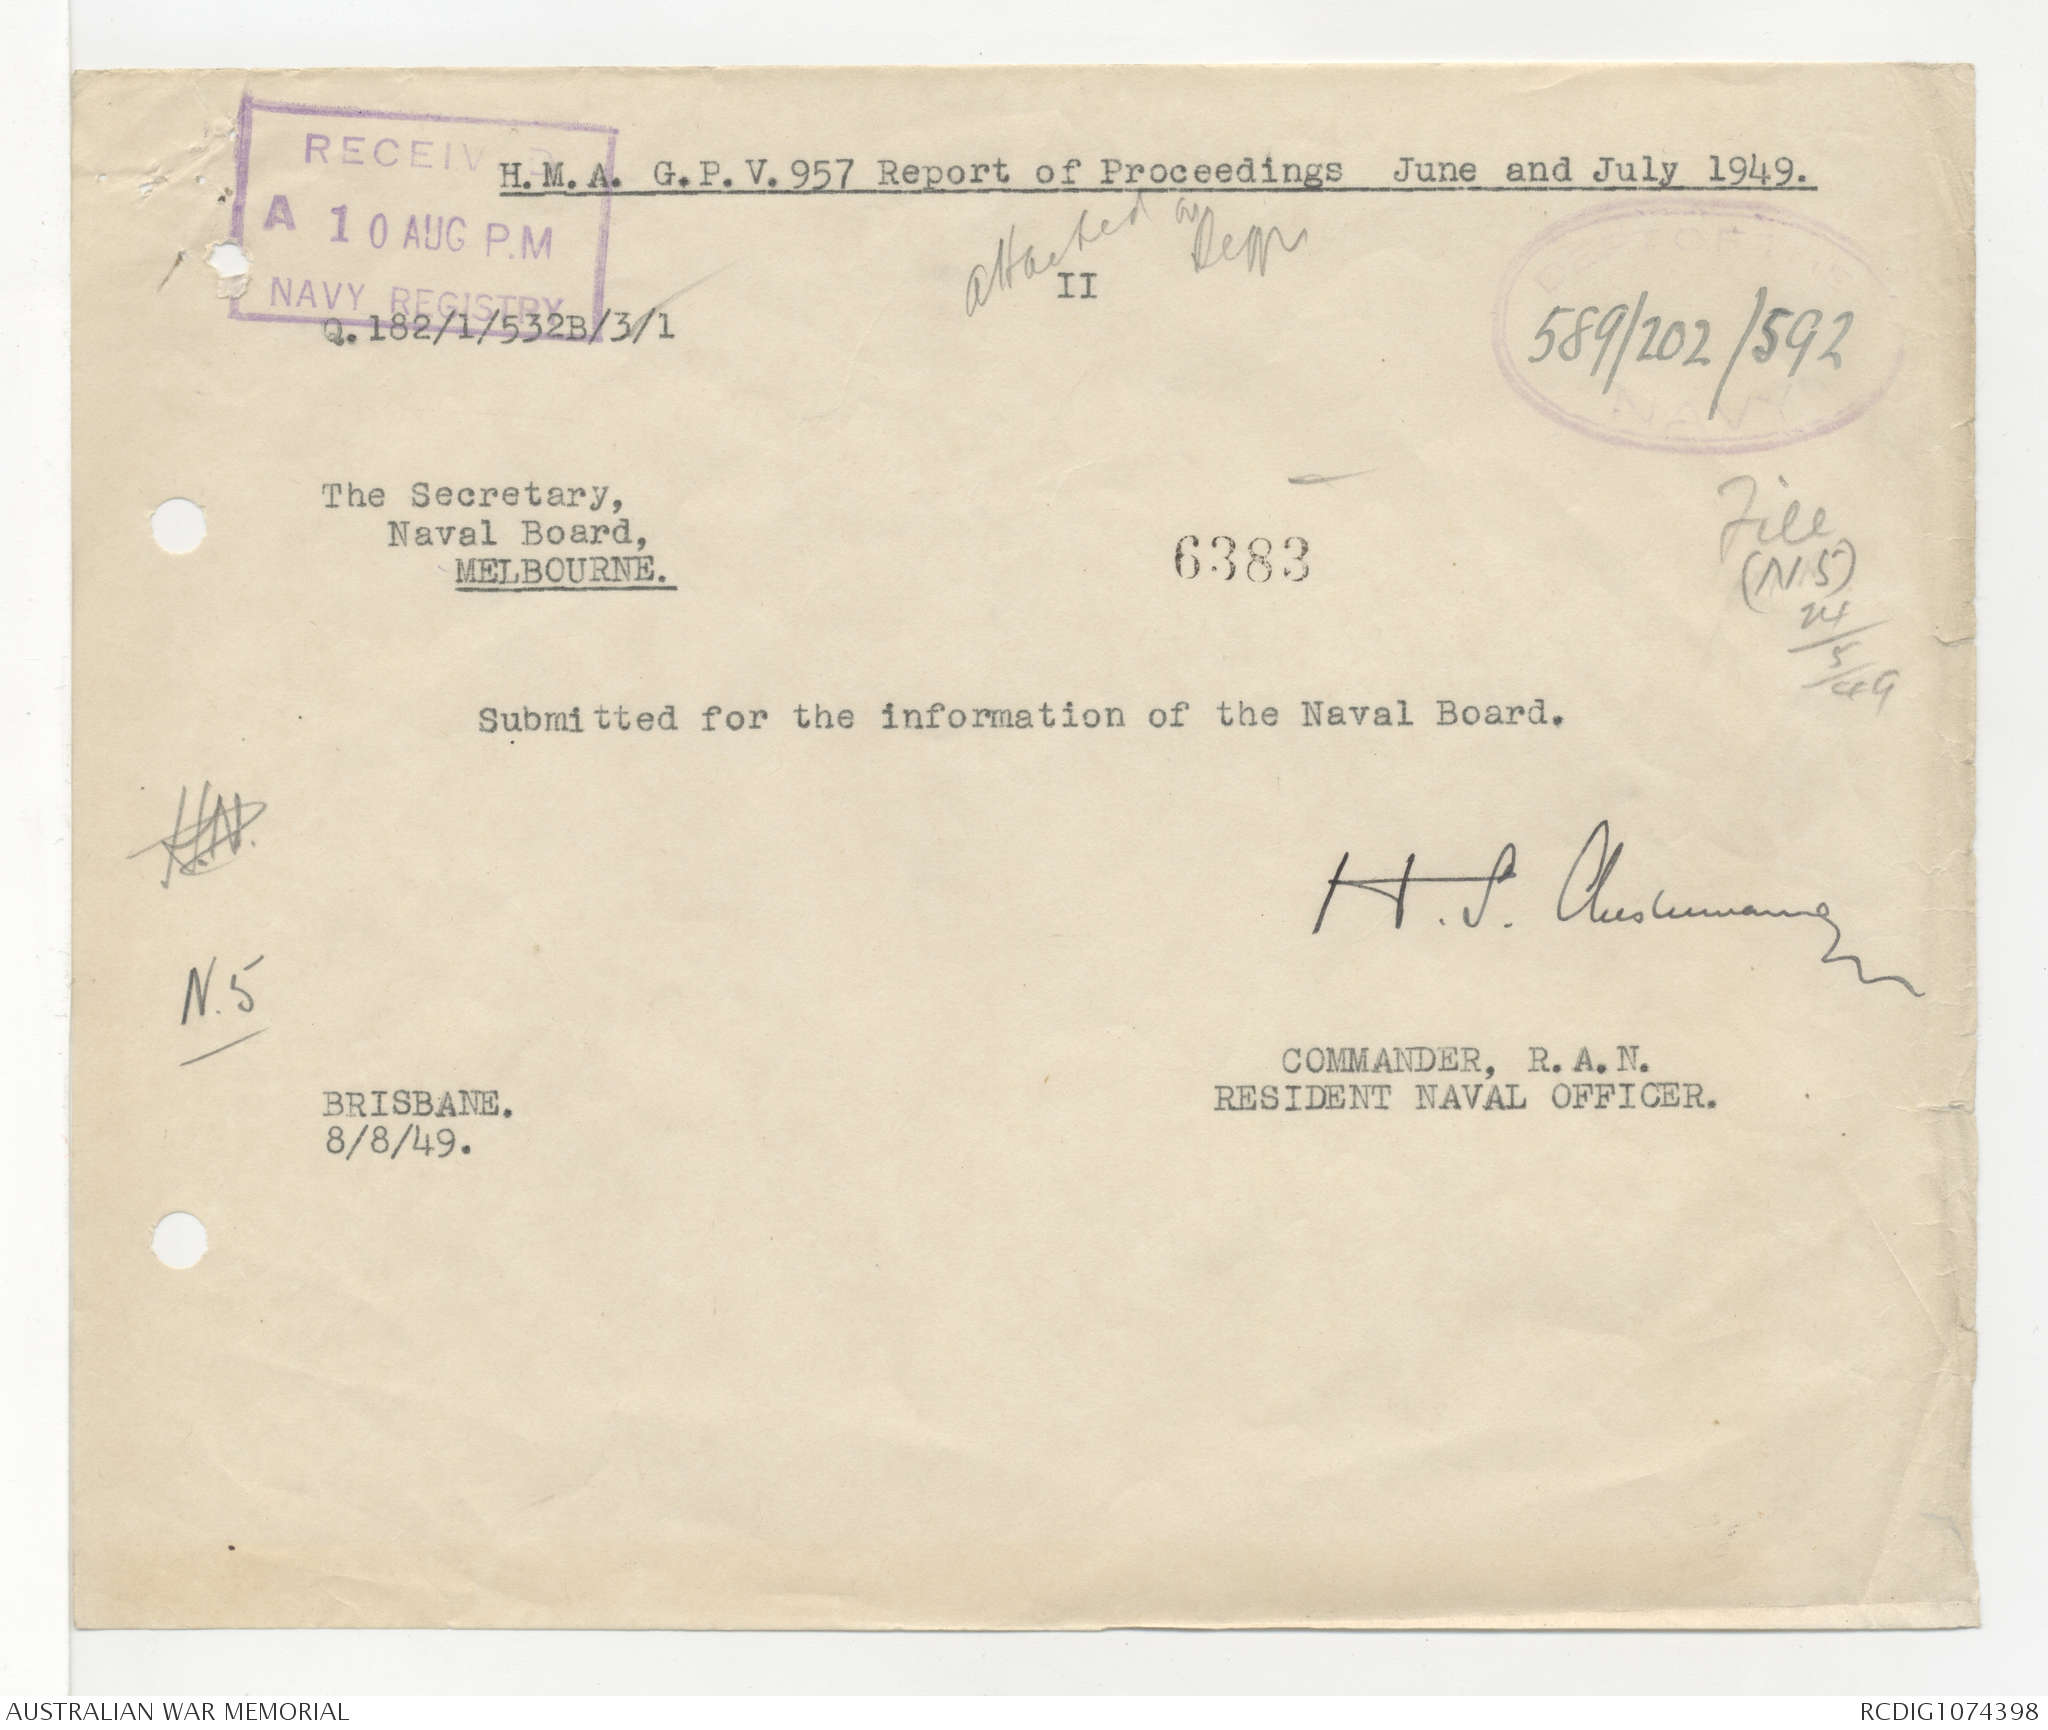 RECEIVED
A 10 AUG P.M
NAVY REGISTRY
H.M.A. G.P.V.957 Report of Proceedings June and July 1949.
attached
II
Q.182/1/532B/3/1
589/202/592
NAVY
The Secretary,
Naval Board,
MELBOURNE.
6383
File
(N.5)
Submitted for the information of the Naval Board.
H.N.
H.S.
N.5
COMMANDER, R.A.N.
RESIDENT NAVAL OFFICER.
BRISBANE.
8/8/49.
AUSTRALIAN WAR MEMORIAL
RCDIG1074398